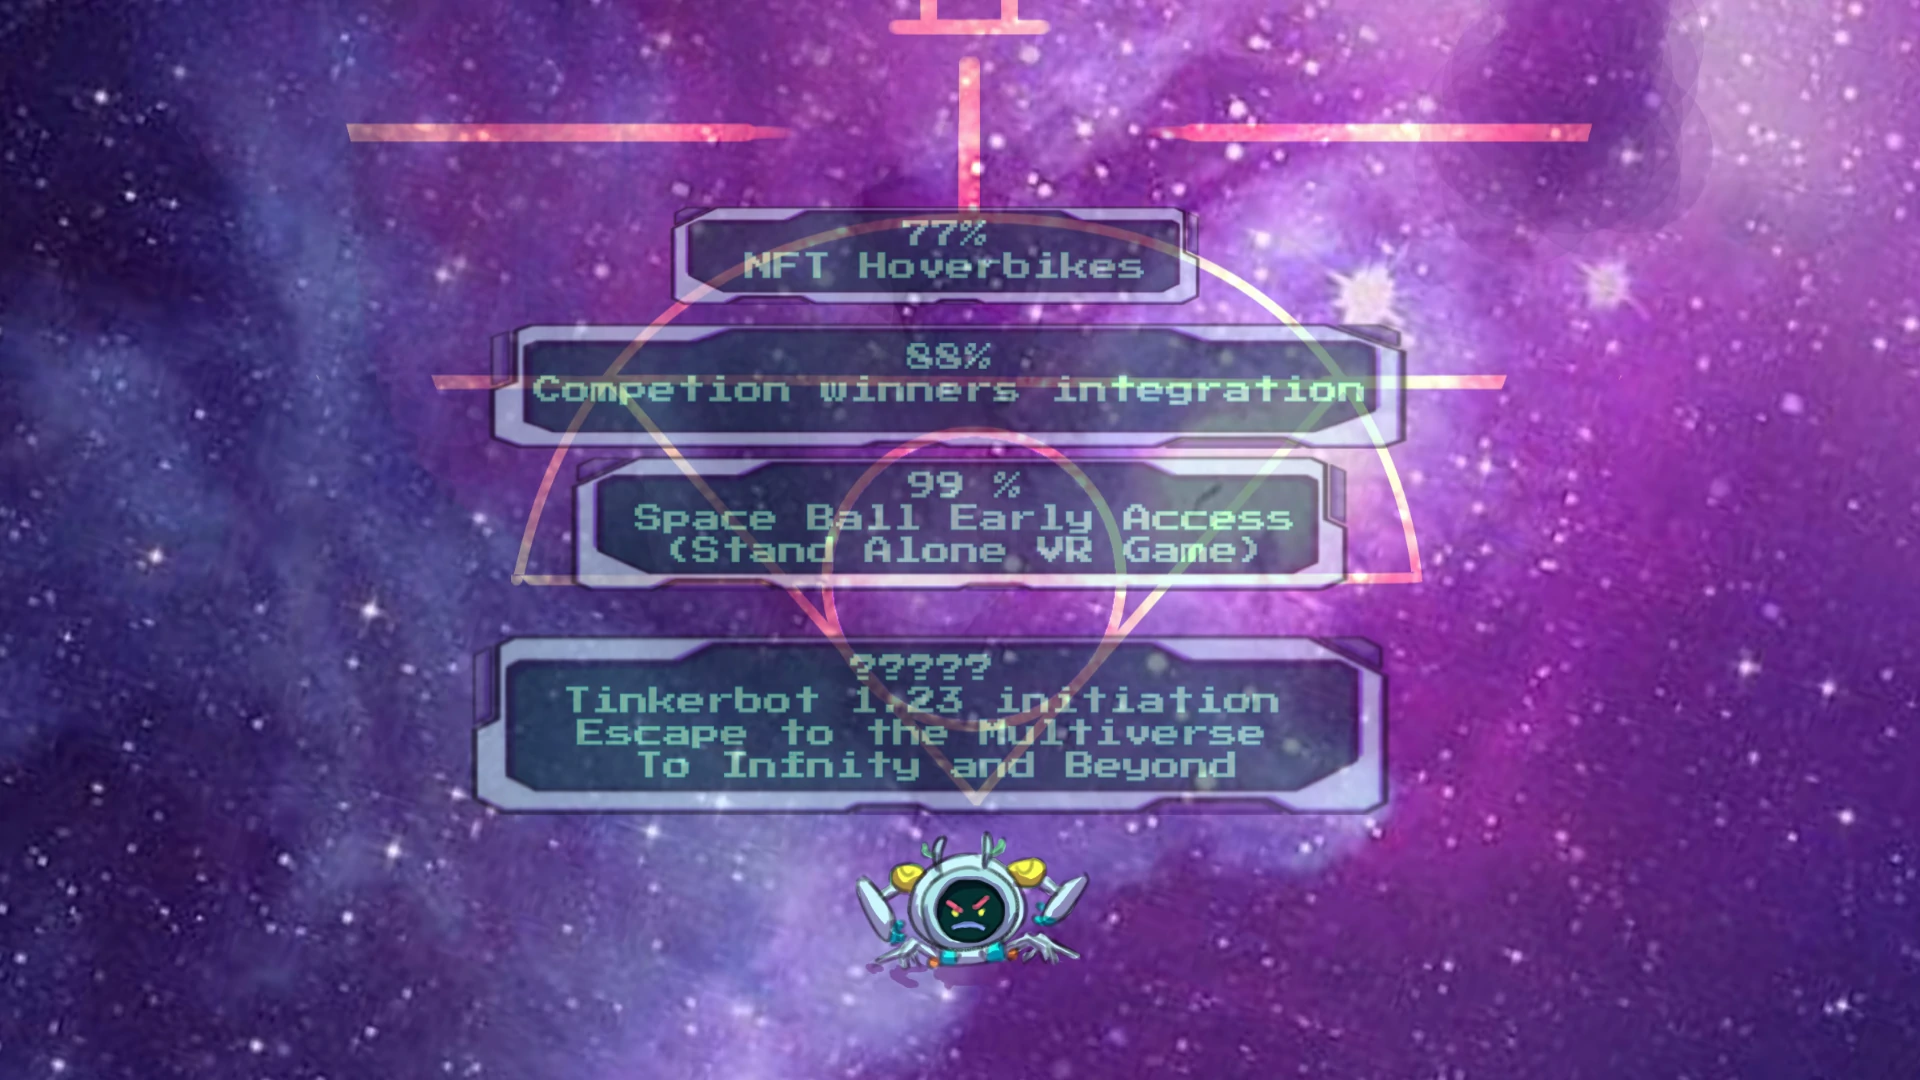 77%
NFT Hoverbikes
88%
Competion winners integration
99 %
Space Ball Early Access
(Stand Alone VR Game)
?????
Tinkerbot 1,23 initiation
Escape to the Multiverse
To Infnity and Beyond